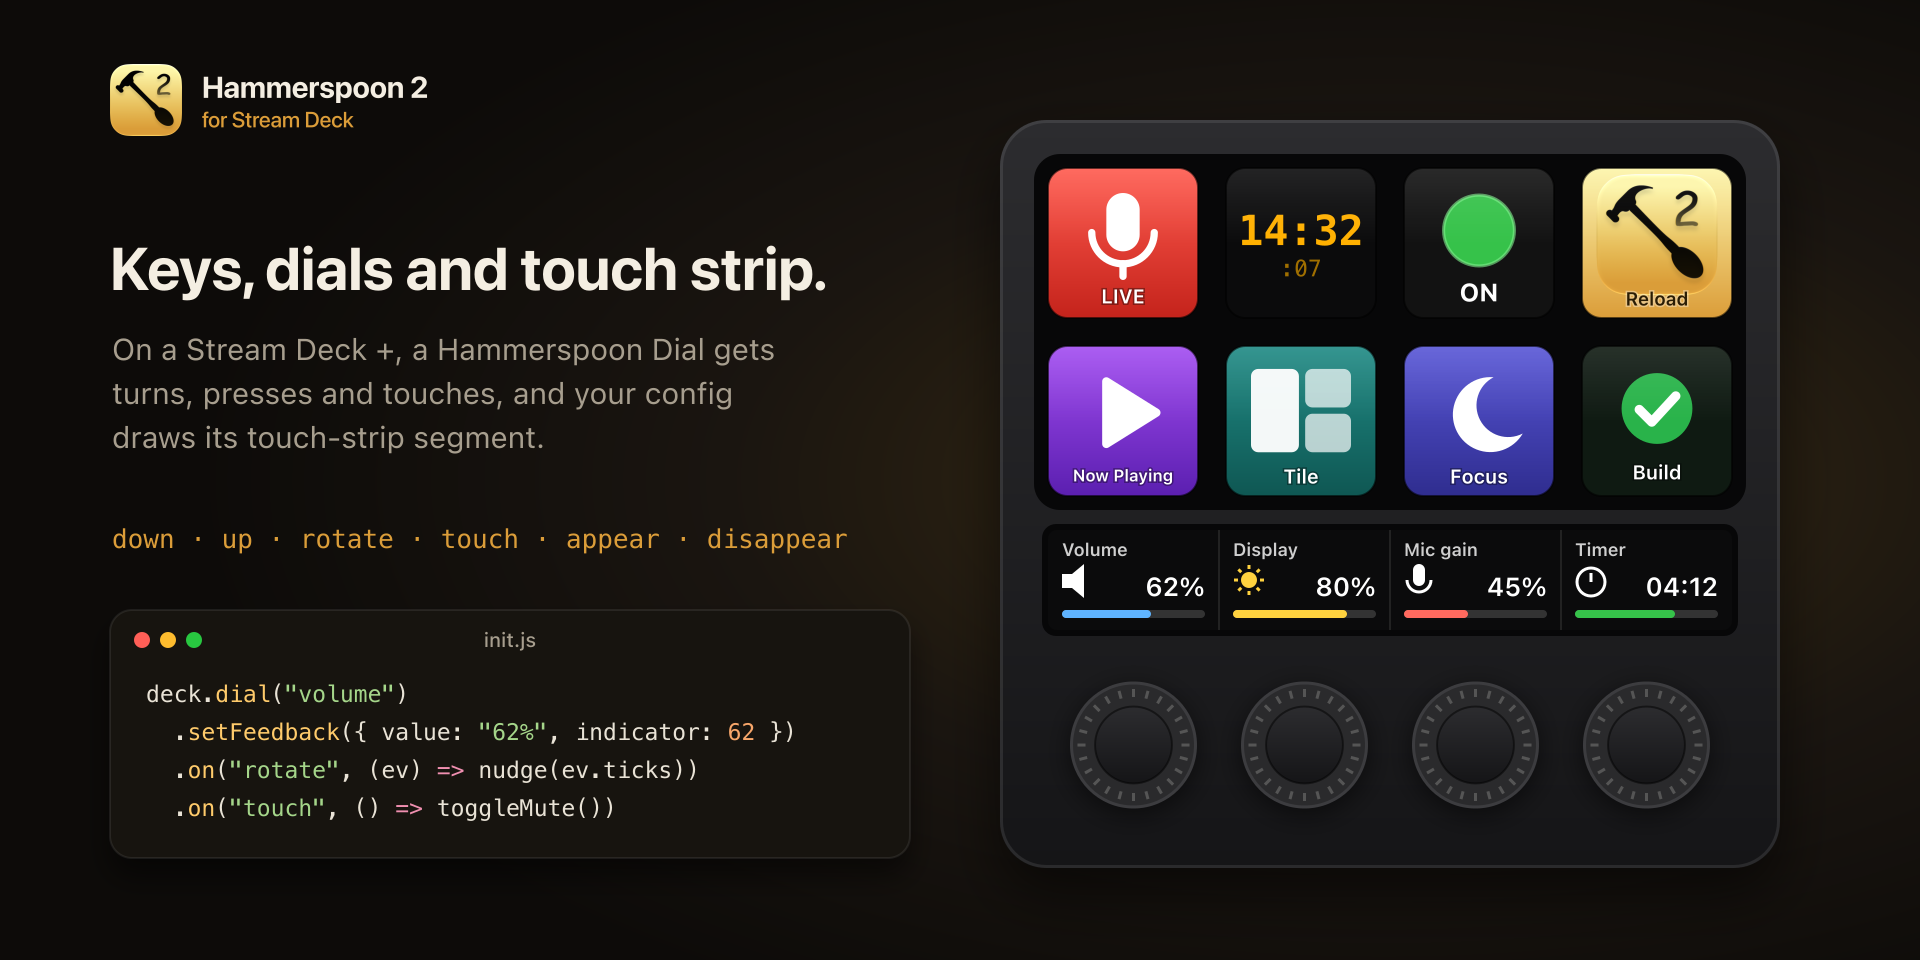 2
Hammerspoon 2
for Stream Deck
Keys, dials and touch strip.
On a Stream Deck +, a Hammerspoon Dial gets
turns, presses and touches, and your config
draws its touch-strip segment.
down · up · rotate · touch · appear · disappear
init.js
deck.dial("volume")
.setFeedback({ value: "62%", indicator: 62 })
.on("rotate", (ev) => nudge(ev.ticks))
.on("touch", () => toggleMute())
LIVE
14:32
:07
ON
2
Reload
Now Playing
Tile
Focus
Build
Volume
62%
Display
80%
Mic gain
45%
Timer
04:12